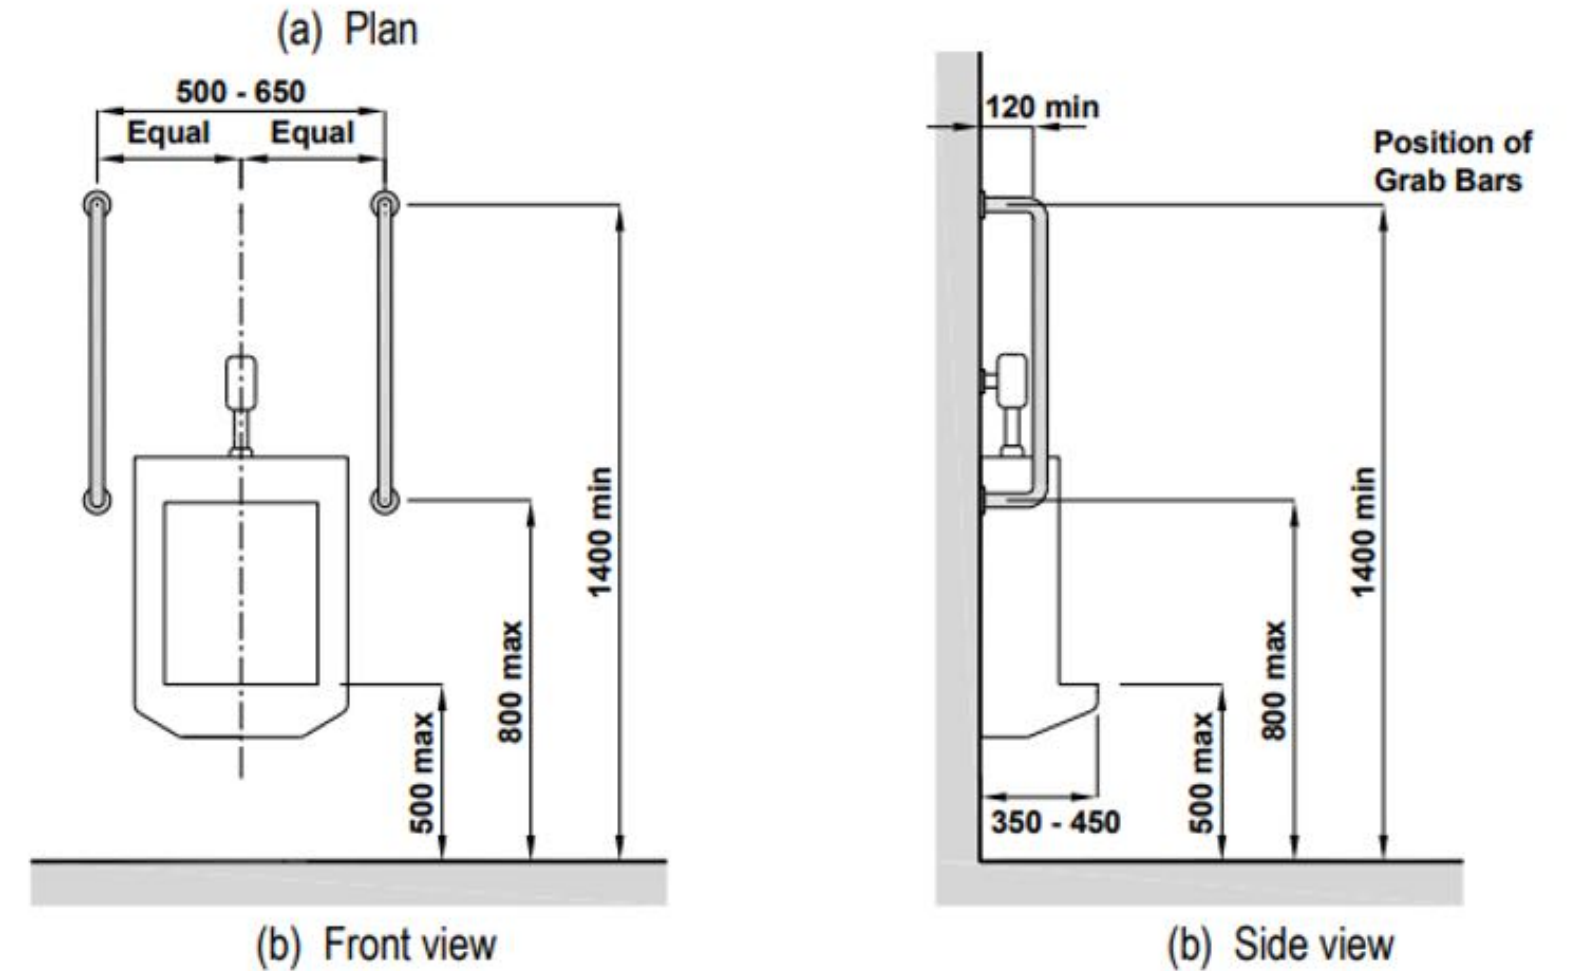 (a) Plan
500 - 650
Equal Equal
1400 min
800 max
500 max
(b) Front view
120 min
Position of
Grab Bars
1400 min
800 max
500 max
350 - 450
(b) Side view